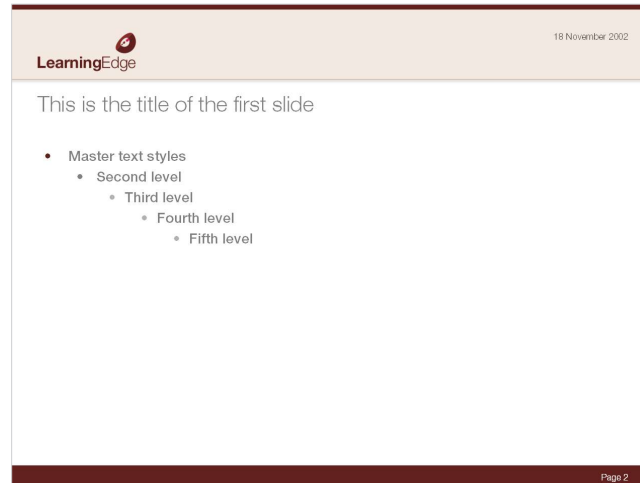 18 November 2002
LearningEdge
This is the title of the first slide
• Master text styles
• Second level
• Third level
• Fourth level
• Fifth level
Page 2